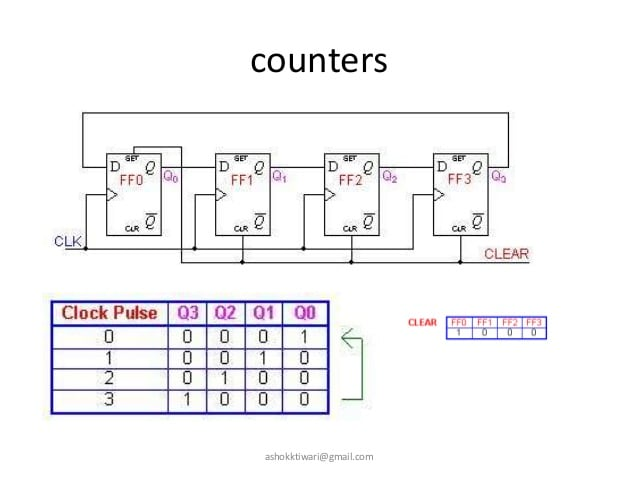 counters
D SET Q D SET Q D SET Q D SET Q
FF0 Q0 FF1 Q1 FF2 Q2 FF3 Q3
CLR Q CLR Q CLR Q CLR Q
CLK
CLEAR
Clock Pulse Q3 Q2 Q1 Q0
0 0 0 0 1
1 0 0 1 0
2 0 1 0 0
3 1 0 0 0
CLEAR FF0 FF1 FF2 FF3
1 0 0 0
ashokktiwari@gmail.com